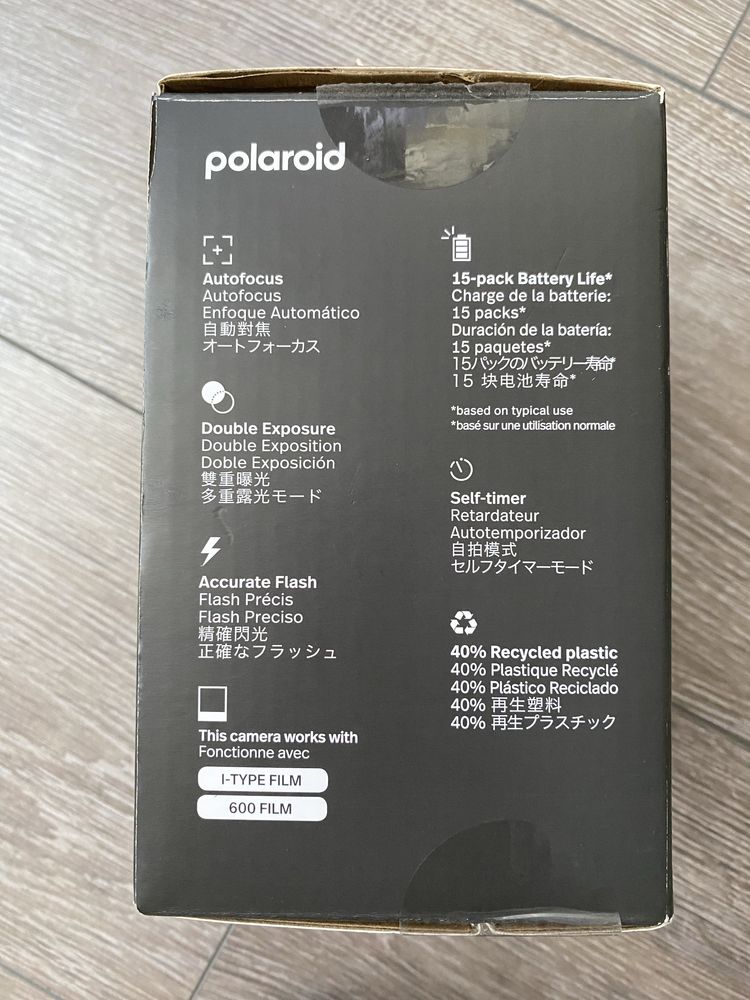 polaroid
Autofocus
Autofocus
Enfoque Automático
自動對焦
オートフォーカス
Double Exposure
Double Exposition
Doble Exposición
雙重曝光
多重露光モード
Accurate Flash
Flash Précis
Flash Preciso
精確閃光
正確なフラッシュ
This camera works with
Fonctionne avec
I-TYPE FILM
600 FILM
15-pack Battery Life*
Charge de la batterie:
15 packs*
Duración de la batería:
15 paquetes*
15パックのバッテリー寿命*
15 块电池寿命*
*based on typical use
*basé sur une utilisation normale
Self-timer
Retardateur
Autotemporizador
自拍模式
セルフタイマーモード
40% Recycled plastic
40% Plastique Recyclé
40% Plástico Reciclado
40% 再生塑料
40% 再生プラスチック